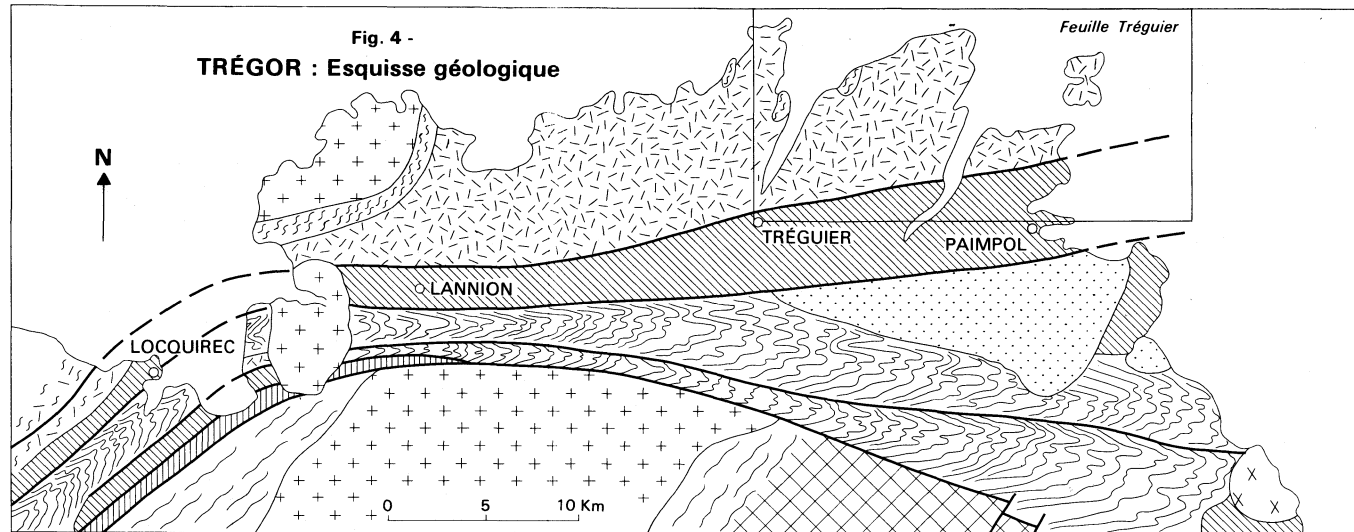 Fig. 4 -
TRÉGOR : Esquisse géologique
Feuille Tréguier
N
TRÉGUIER
PAIMPOL
LANNION
LOCQUIREC
0 5 10 Km